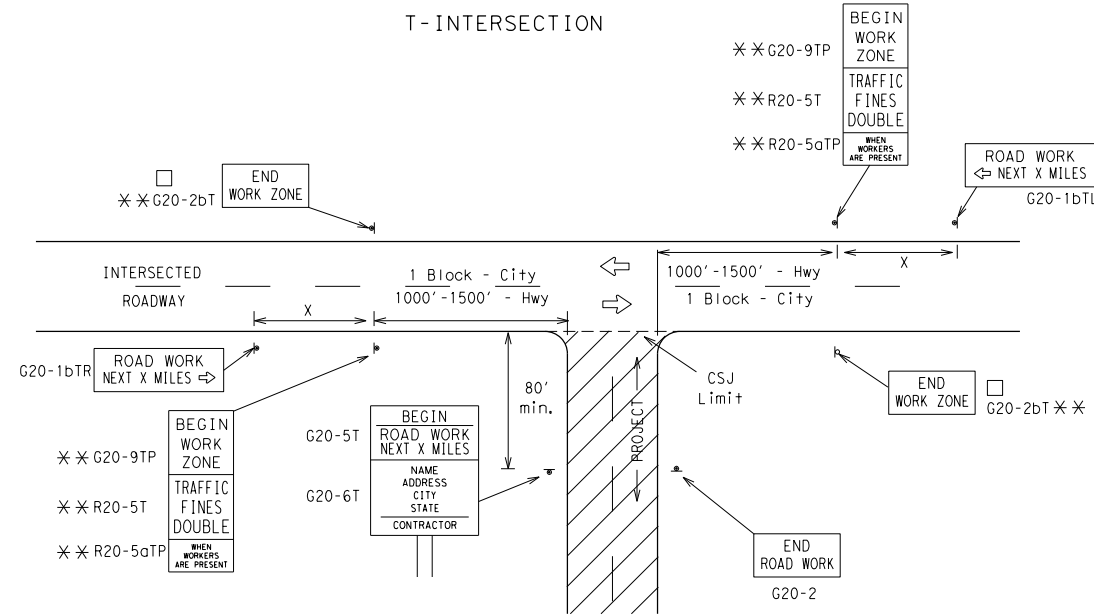 T-INTERSECTION
BEGIN
WORK
ZONE
TRAFFIC
FINES
DOUBLE
WHEN
WORKERS
ARE PRESENT
** G20-9TP
** R20-5T
** R20-5aTP
ROAD WORK
⇦ NEXT X MILES
G20-1bTL
END
WORK ZONE
□
** G20-2bT
INTERSECTED
ROADWAY
X
1 Block - City
1000'-1500' - Hwy
1000'-1500' - Hwy
1 Block - City
X
G20-1bTR
ROAD WORK
NEXT X MILES ⇨
80'
min.
CSJ
Limit
PROJECT
END
WORK ZONE
□
G20-2bT **
** G20-9TP
** R20-5T
** R20-5aTP
BEGIN
WORK
ZONE
TRAFFIC
FINES
DOUBLE
WHEN
WORKERS
ARE PRESENT
G20-5T
G20-6T
BEGIN
ROAD WORK
NEXT X MILES
NAME
ADDRESS
CITY
STATE
CONTRACTOR
END
ROAD WORK
G20-2